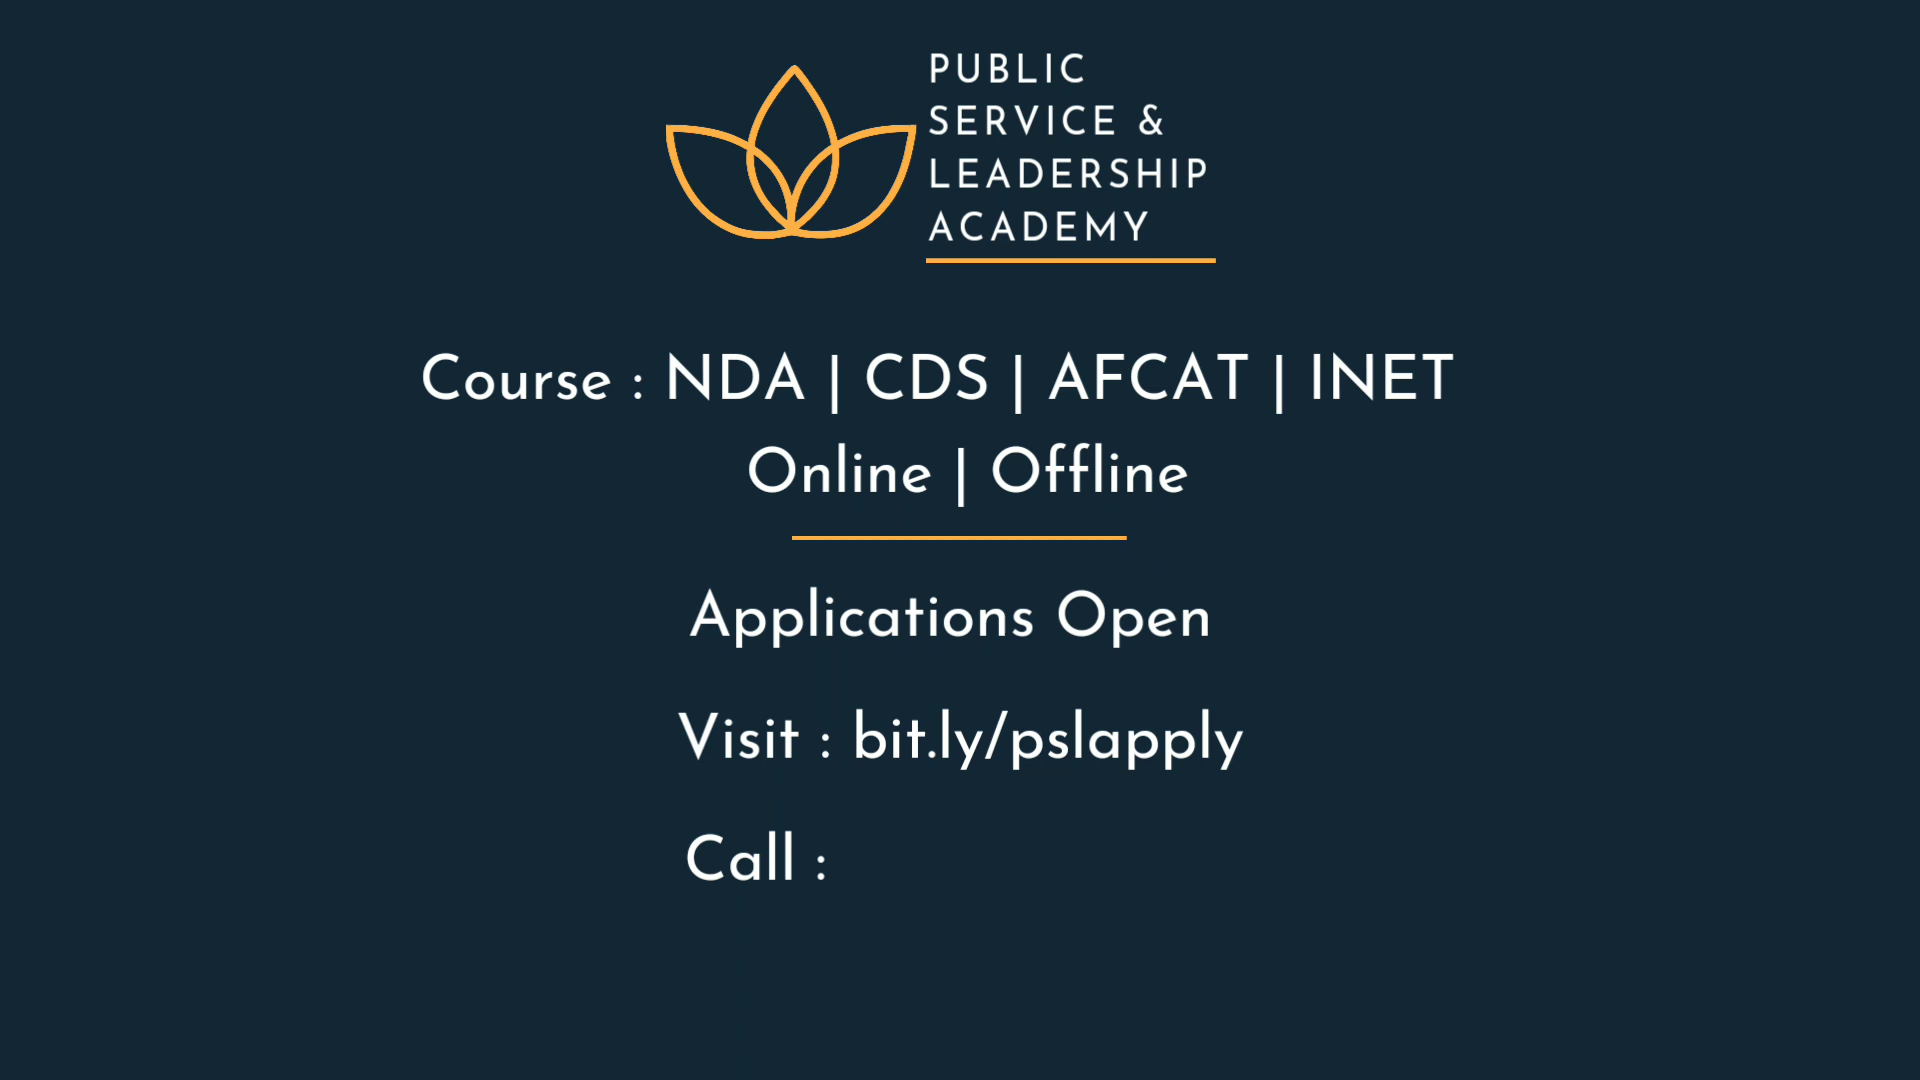 PUBLIC
SERVICE &
LEADERSHIP
ACADEMY
Course : NDA | CDS | AFCAT | INET
Online | Offline
Applications Open
Visit : bit.ly/pslapply
Call :